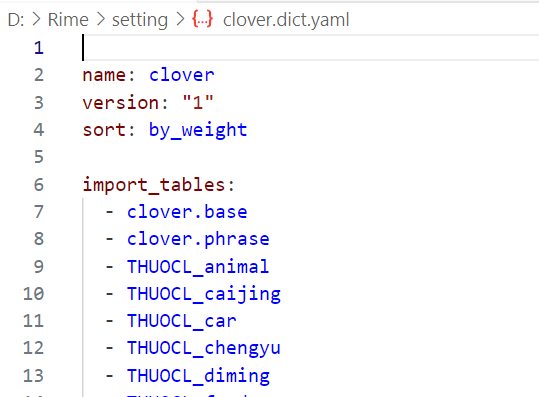 D: > Rime > setting > {...} clover.dict.yaml
1
2 name: clover
3 version: "1"
4 sort: by_weight
5
6 import_tables:
7 - clover.base
8 - clover.phrase
9 - THUOCL_animal
10 - THUOCL_caijing
11 - THUOCL_car
12 - THUOCL_chengyu
13 - THUOCL_diming